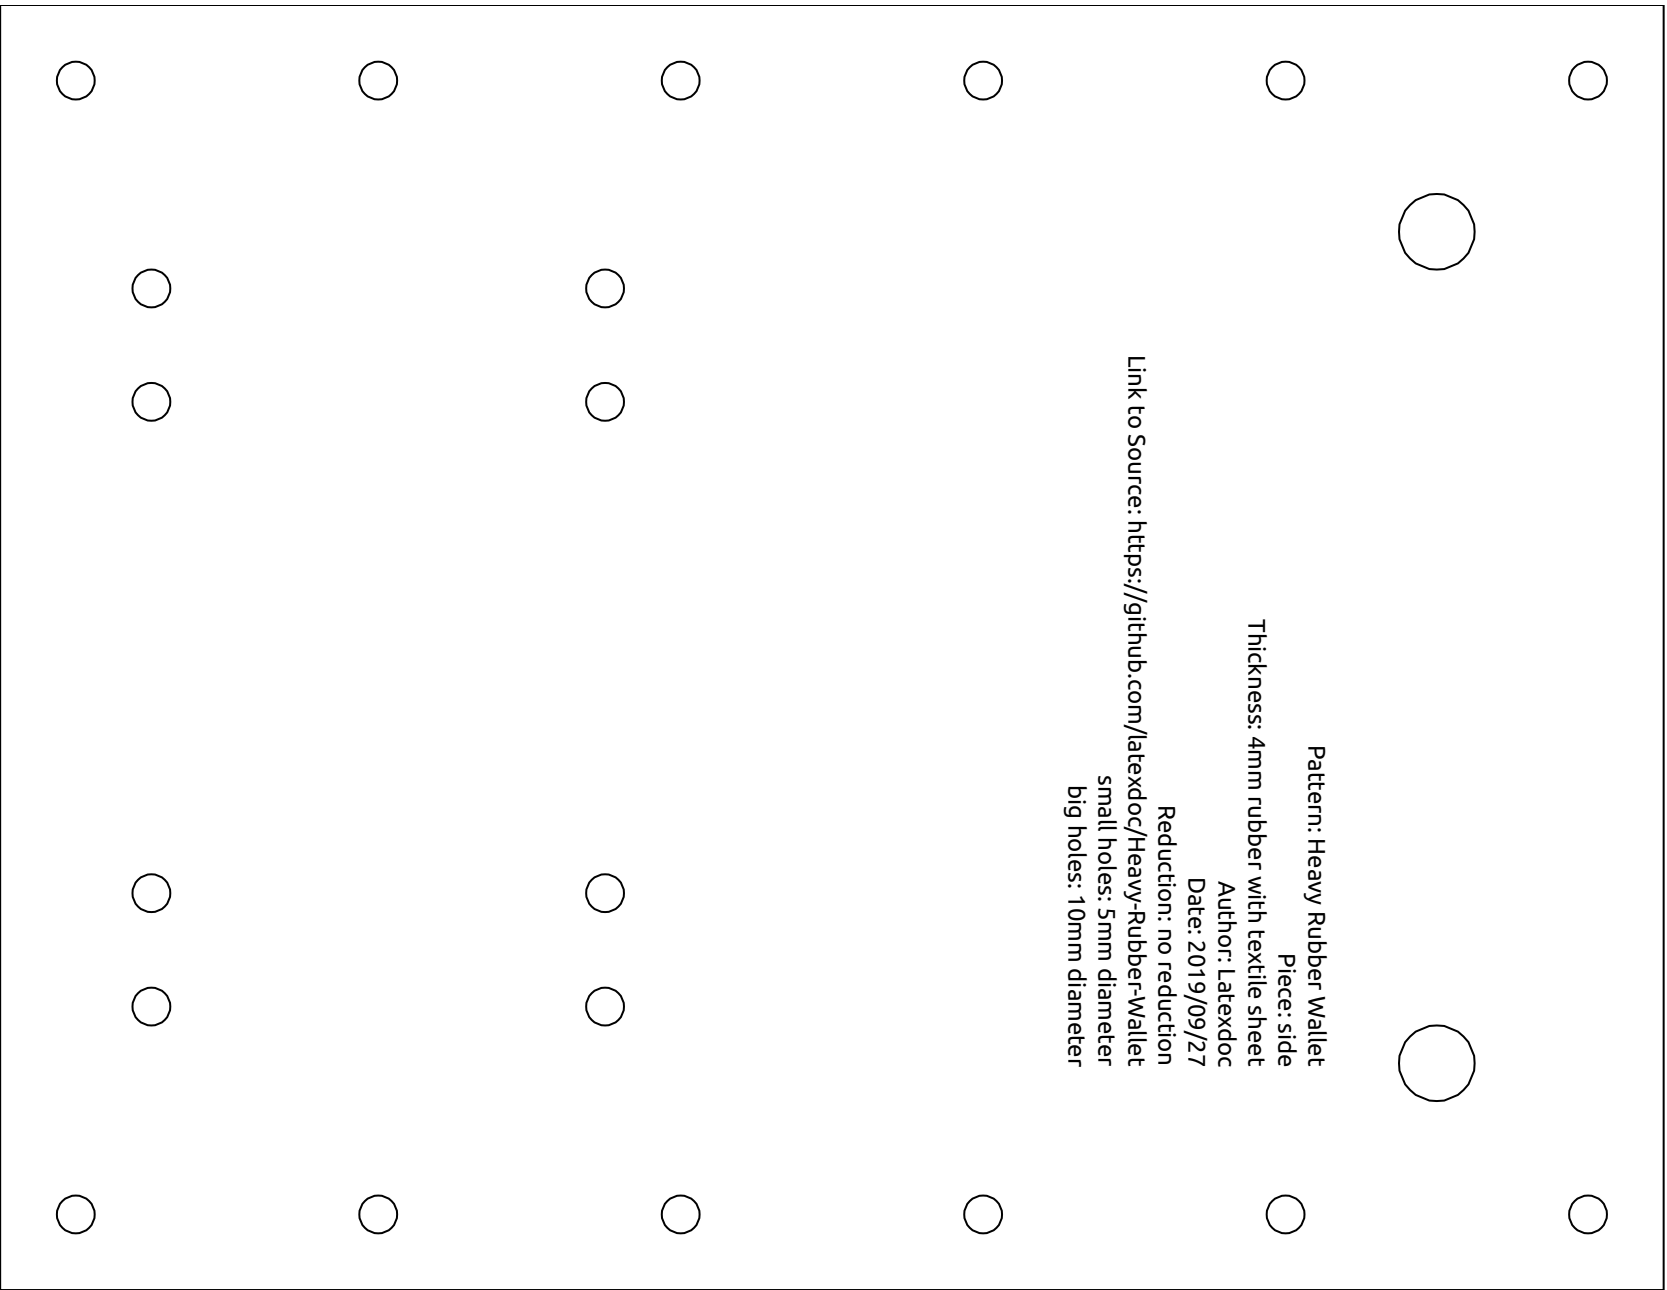 Pattern: Heavy Rubber Wallet
Piece: side
Thickness: 4mm rubber with textile sheet
Author: Latexdoc
Date: 2019/09/27
Reduction: no reduction
Link to Source: https://github.com/latexdoc/Heavy-Rubber-Wallet
small holes: 5mm diameter
big holes: 10mm diameter